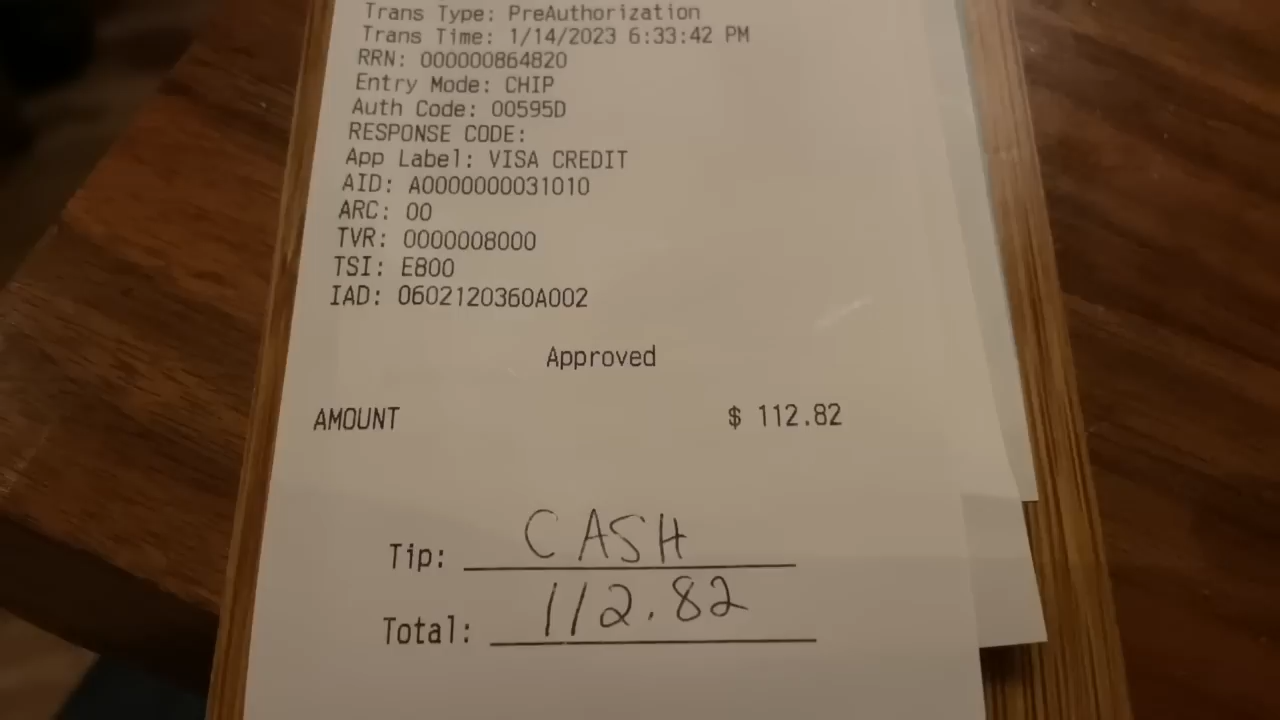 Trans Type: PreAuthorization
Trans Time: 1/14/2023 6:33:42 PM
RRN: 000000864820
Entry Mode: CHIP
Auth Code: 00595D
RESPONSE CODE:
App Label: VISA CREDIT
AID: A0000000031010
ARC: 00
TVR: 0000008000
TSI: E800
IAD: 0602120360A002
Approved
AMOUNT $ 112.82
Tip: CASH
Total: 112.82